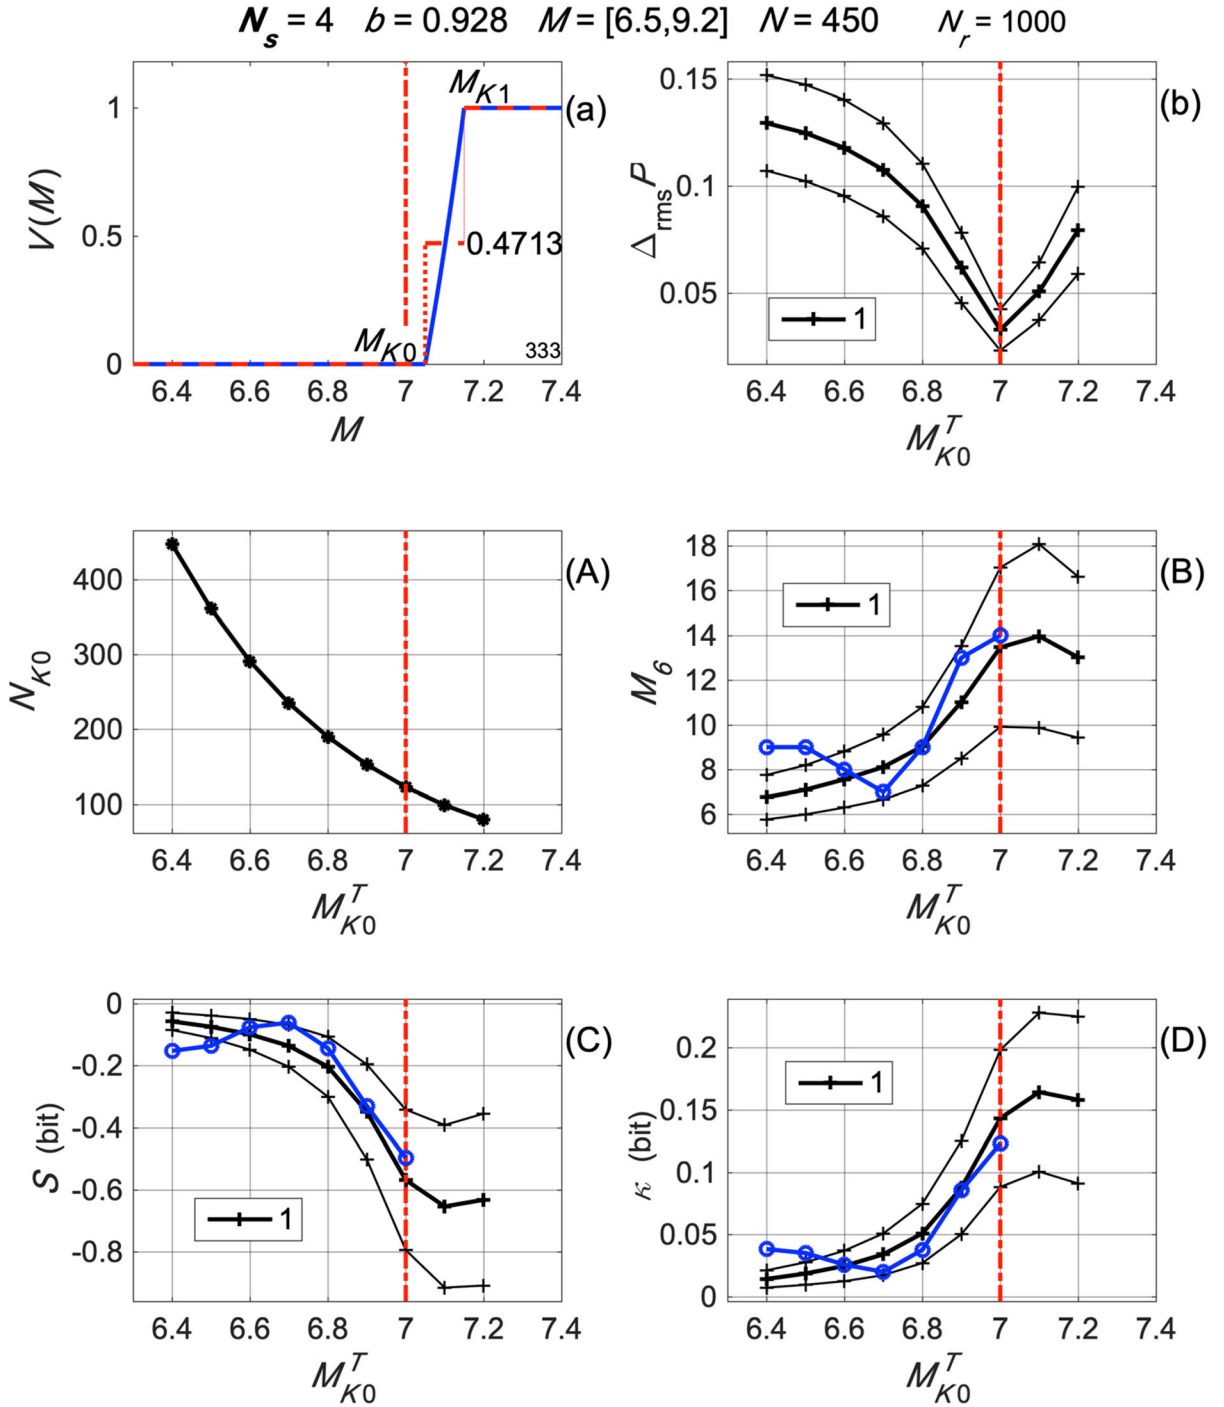 N_s = 4 b = 0.928 M = [6.5,9.2] N = 450 N_r = 1000
M_K1
(a)
1
0.5
0
V(M)
0.4713
M_K0
333
6.4 6.6 6.8 7 7.2 7.4
M
(b)
0.15
0.1
0.05
Δ_rms P
1
6.4 6.6 6.8 7 7.2 7.4
M_K0^T
(A)
400
300
200
100
N_K0
6.4 6.6 6.8 7 7.2 7.4
M_K0^T
(B)
18
16
14
12
10
8
6
M_6
1
6.4 6.6 6.8 7 7.2 7.4
M_K0^T
(C)
0
-0.2
-0.4
-0.6
-0.8
S (bit)
1
6.4 6.6 6.8 7 7.2 7.4
M_K0^T
(D)
0.2
0.15
0.1
0.05
0
κ (bit)
1
6.4 6.6 6.8 7 7.2 7.4
M_K0^T